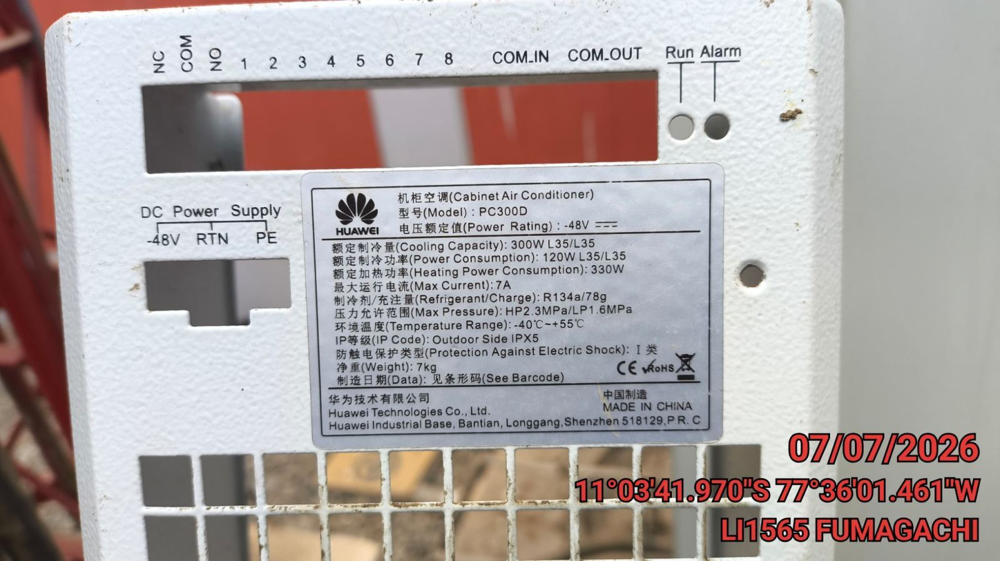 NC COM NO 1 2 3 4 5 6 7 8 COM-IN COM-OUT Run Alarm
DC Power Supply
-48V RTN PE
HUAWEI
机柜空调(Cabinet Air Conditioner)
型号(Model) : PC300D
电压额定值(Power Rating) : -48V
额定制冷量(Cooling Capacity): 300W L35/L35
额定制冷功率(Power Consumption): 120W L35/L35
额定加热功率(Heating Power Consumption): 330W
最大运行电流(Max Current): 7A
制冷剂/充注量(Refrigerant/Charge): R134a/78g
压力允许范围(Max Pressure): HP2.3MPa/LP1.6MPa
环境温度(Temperature Range): -40℃~+55℃
IP等级(IP Code): Outdoor Side IPX5
防触电保护类型(Protection Against Electric Shock): I 类
净重(Weight): 7kg
制造日期(Data): 见条形码(See Barcode)
CE RoHS
华为技术有限公司
Huawei Technologies Co., Ltd.
Huawei Industrial Base, Bantian, Longgang,Shenzhen 518129,P.R. C
中国制造
MADE IN CHINA
07/07/2026
11°03'41.970"S 77°36'01.461"W
LI1565 FUMAGACHI